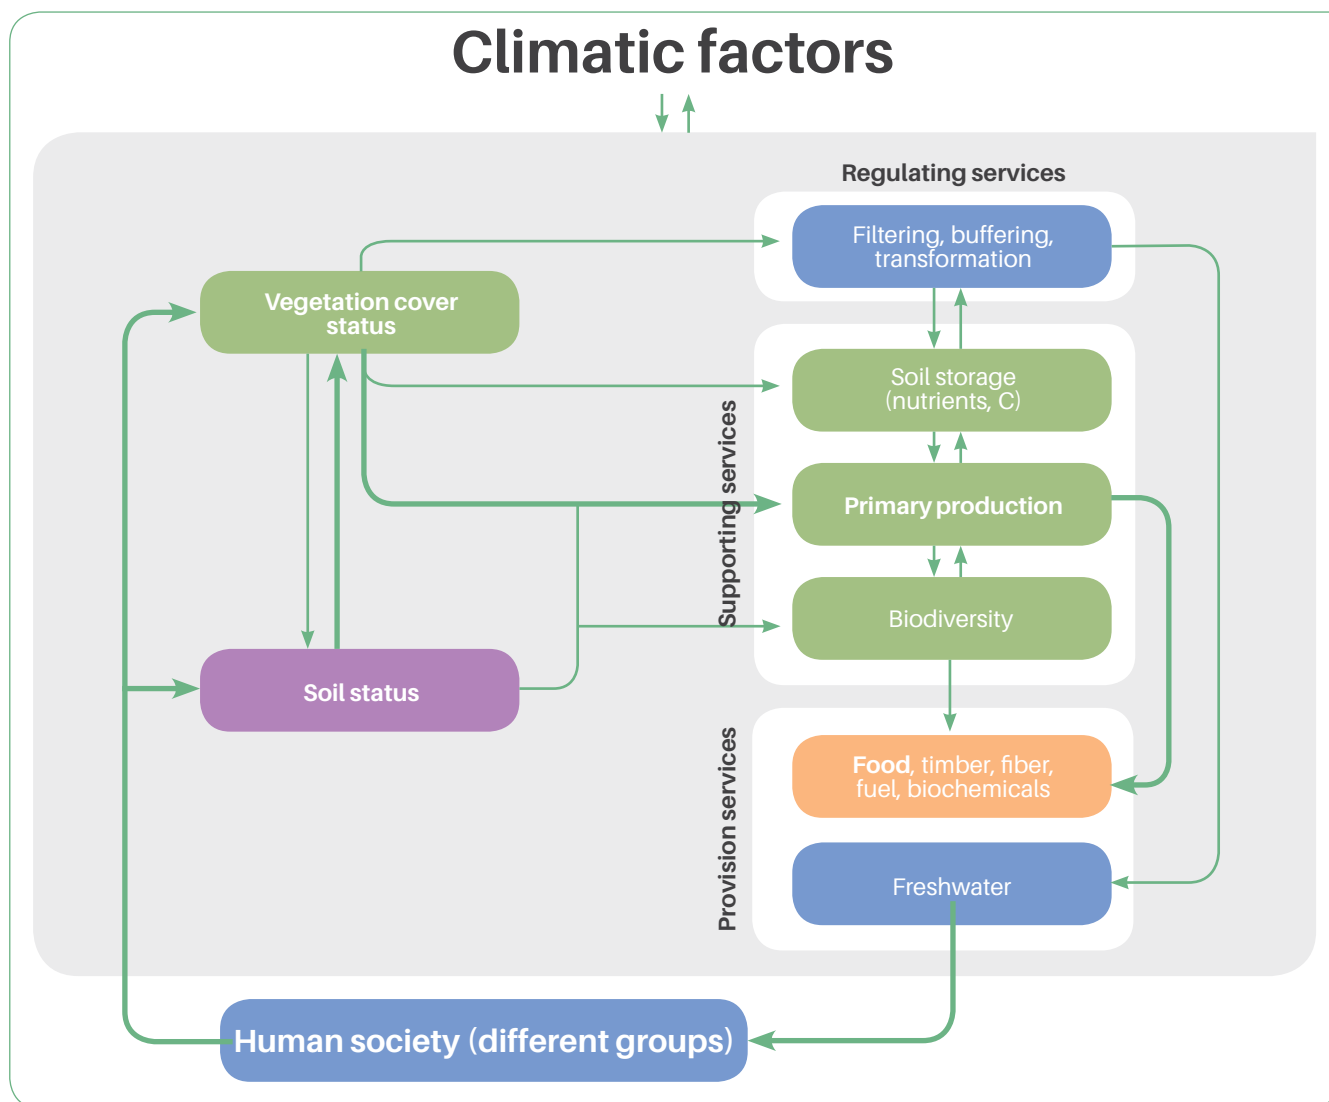 Climatic factors
Regulating services
Filtering, buffering,
transformation
Vegetation cover
status
Soil storage
(nutrients, C)
Supporting services
Primary production
Biodiversity
Soil status
Provision services
Food, timber, fiber,
fuel, biochemicals
Freshwater
Human society (different groups)